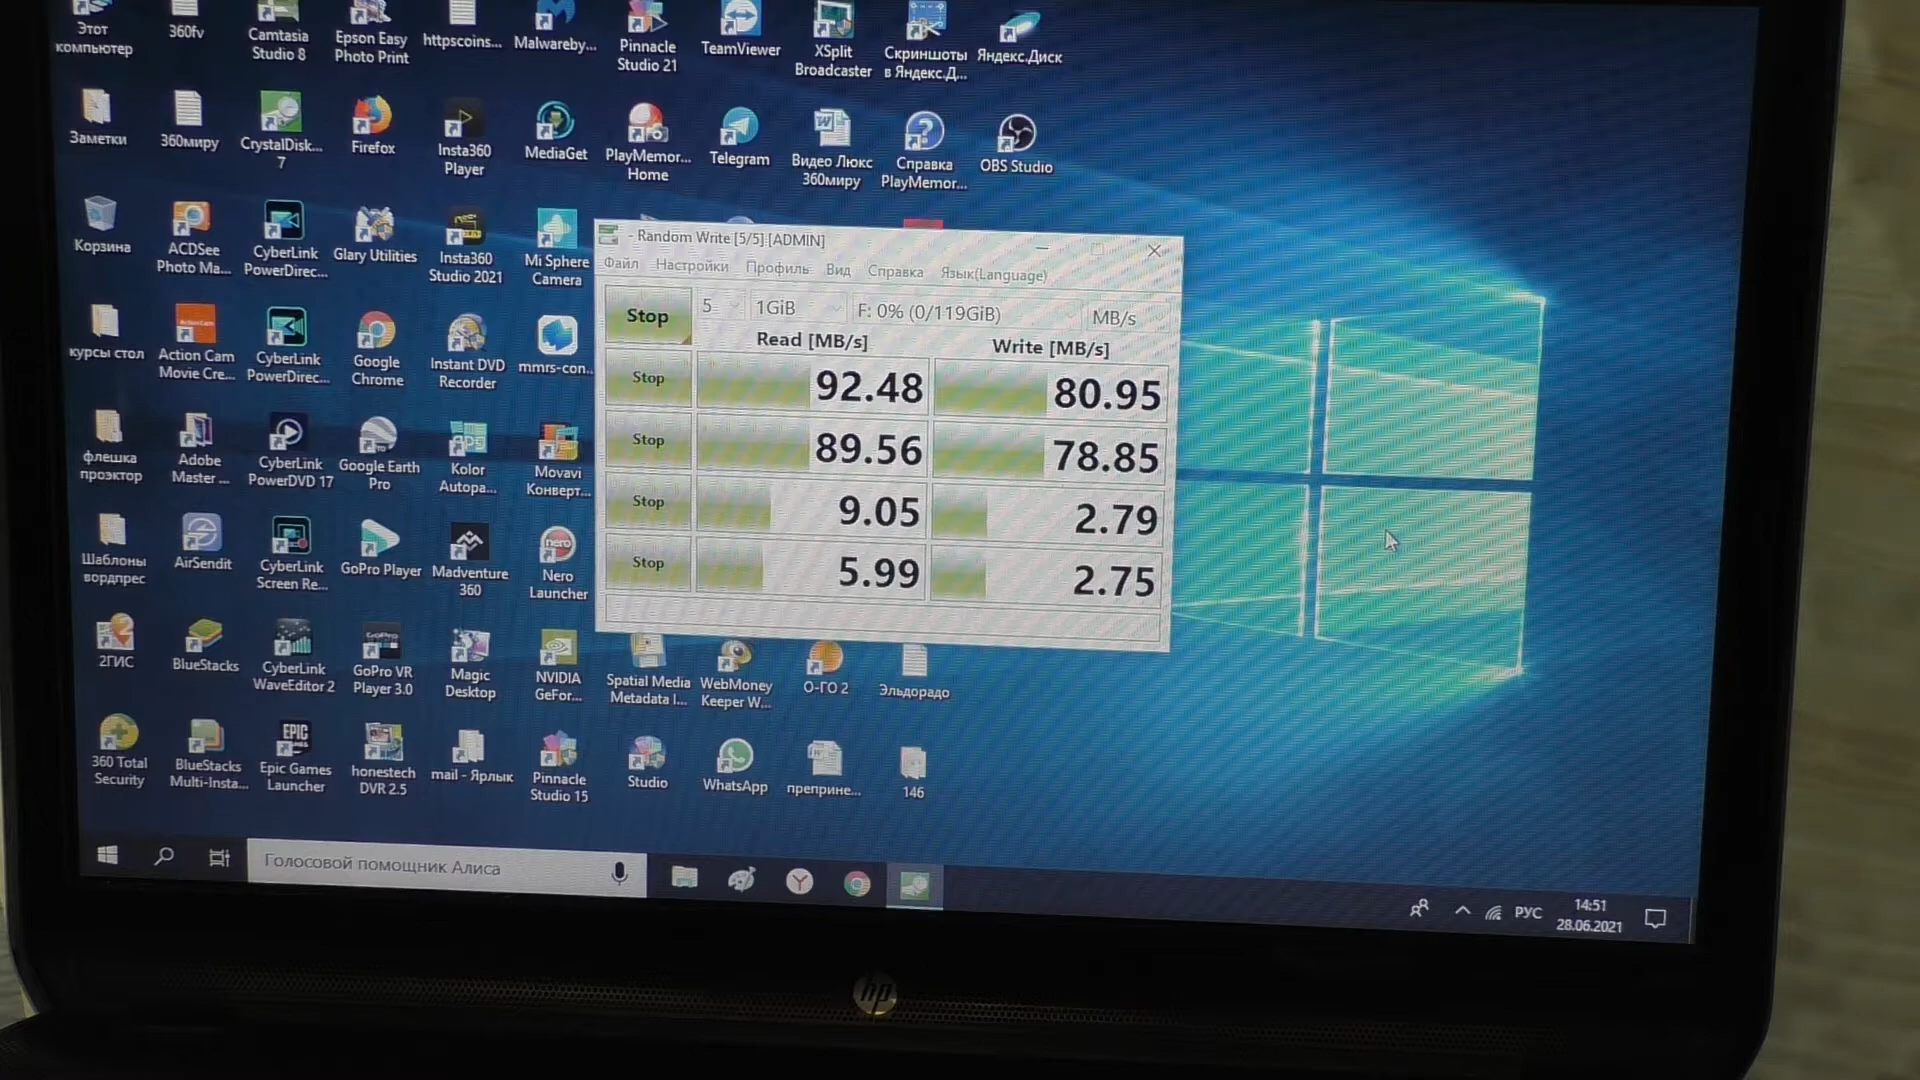 Этот
компьютер
360fv
Camtasia
Studio 8
Epson Easy
Photo Print
httpscoins...
Malwareby...
Pinnacle
Studio 21
TeamViewer
XSplit
Broadcaster
Скриншоты
в Яндекс.Д...
Яндекс.Диск
Заметки
360миру
CrystalDisk...
7
Firefox
Insta360
Player
MediaGet
PlayMemor...
Home
Telegram
Видео Люкс
360миру
Справка
PlayMemor...
OBS Studio
Корзина
ACDSee
Photo Ma...
CyberLink
PowerDirec...
Glary Utilities
Insta360
Studio 2021
Mi Sphere
Camera
- Random Write [5/5] [ADMIN]
Файл Настройки Профиль Вид Справка Язык(Language)
Stop 5 1GiB F: 0% (0/119GiB) MB/s
Read [MB/s] Write [MB/s]
Stop 92.48 80.95
Stop 89.56 78.85
Stop 9.05 2.79
Stop 5.99 2.75
курсы стол
Action Cam
Movie Cre...
CyberLink
PowerDirec...
Google
Chrome
Instant DVD
Recorder
mmrs-con...
флешка
проэктор
Adobe
Master ...
CyberLink
PowerDVD 17
Google Earth
Pro
Kolor
Autopa...
Movavi
Конверт...
Шаблоны
вордпрес
AirSendit
CyberLink
Screen Re...
GoPro Player
Madventure
360
nero
Nero
Launcher
2ГИС
BlueStacks
CyberLink
WaveEditor 2
GoPro
GoPro VR
Player 3.0
Magic
Desktop
NVIDIA
GeFor...
Spatial Media
Metadata I...
WebMoney
Keeper W...
О-ГО 2
Эльдорадо
360 Total
Security
BlueStacks
Multi-Insta...
EPIC
GAMES
Epic Games
Launcher
honestech
DVR 2.5
mail - Ярлык
Pinnacle
Studio 15
Studio
WhatsApp
преприне...
146
Голосовой помощник Алиса
РУС
14:51
28.06.2021
hp